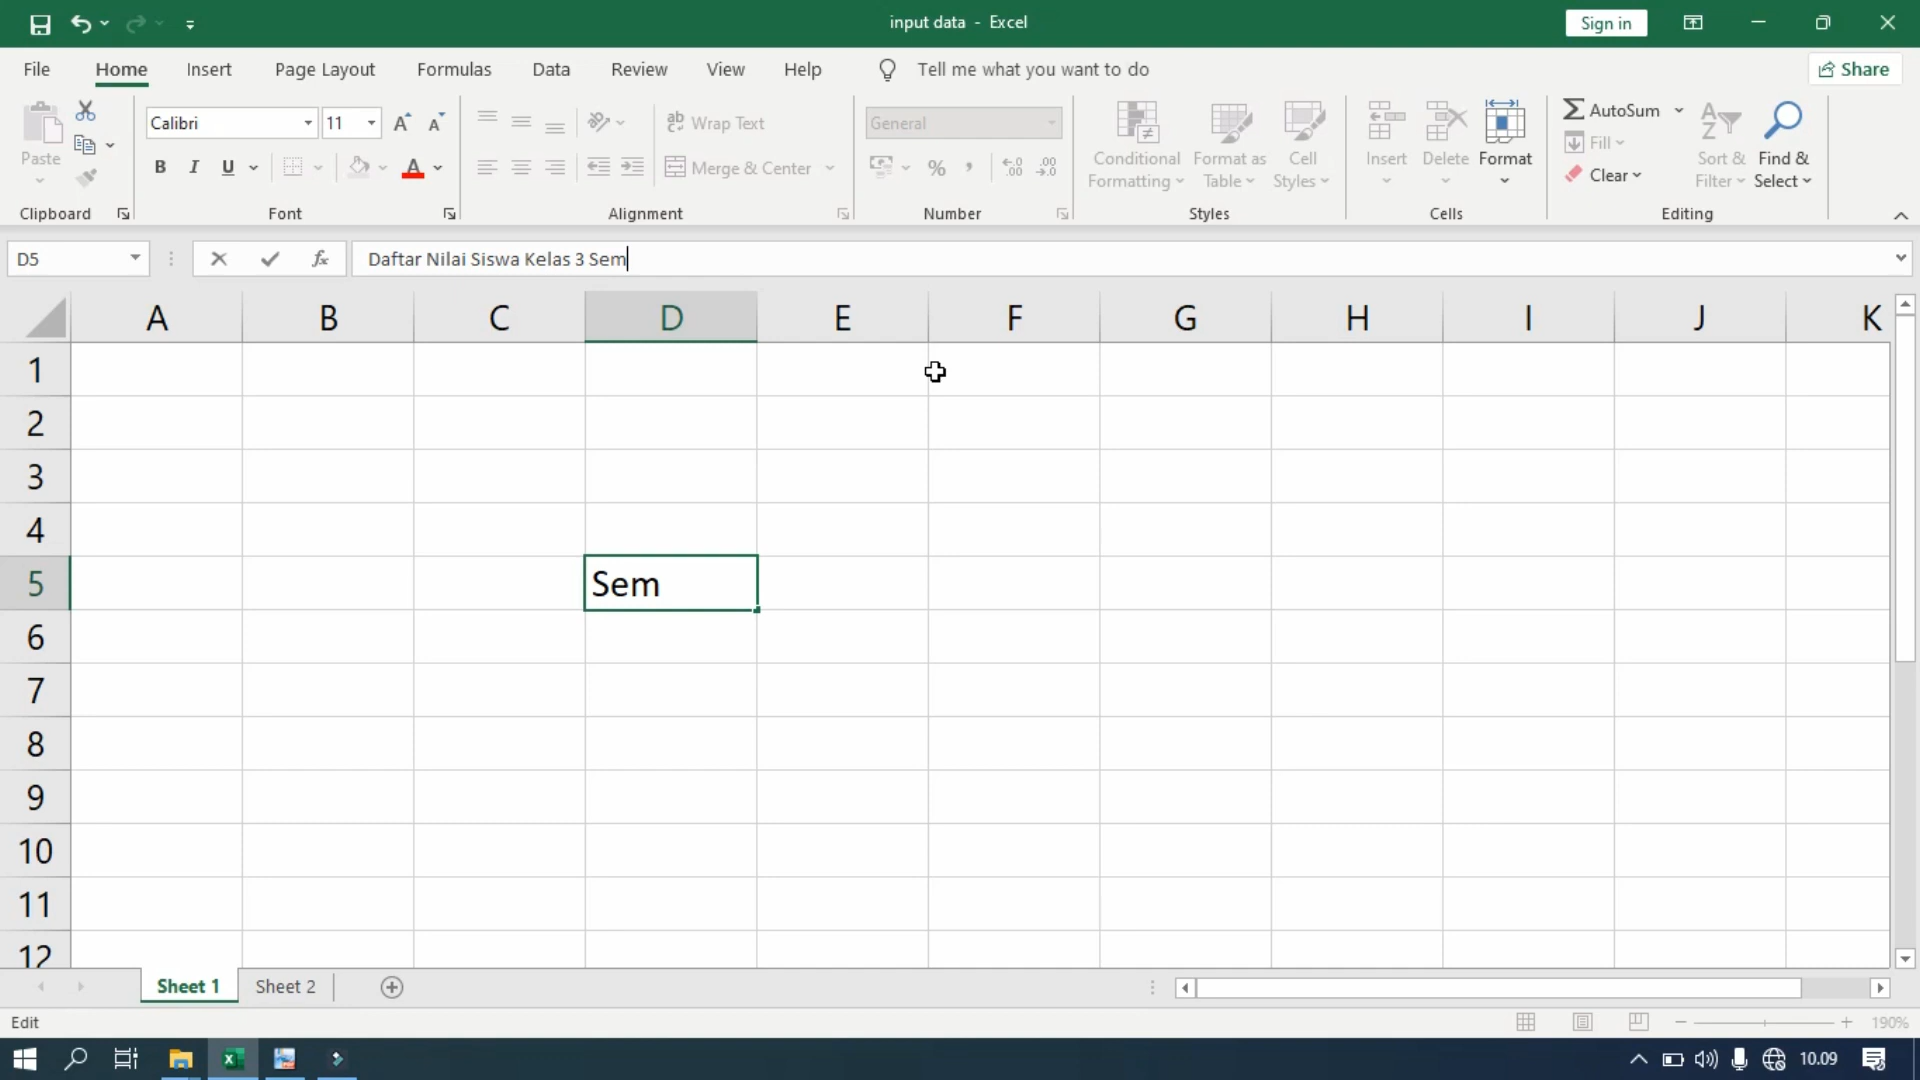 input data - Excel
Sign in
File Home Insert Page Layout Formulas Data Review View Help Tell me what you want to do Share
Paste
Clipboard
Calibri 11
B I U A
Font
ab Wrap Text
Merge & Center
Alignment
General
% , .00 .00
Number
Conditional Formatting
Format as Table
Cell Styles
Styles
Insert Delete Format
Cells
AutoSum
Fill
Clear
Sort & Filter
Find & Select
Editing
D5 fx Daftar Nilai Siswa Kelas 3 Sem
A B C D E F G H I J K
1
2
3
4
5 Sem
6
7
8
9
10
11
12
Sheet 1 Sheet 2
Edit 190%
10.09